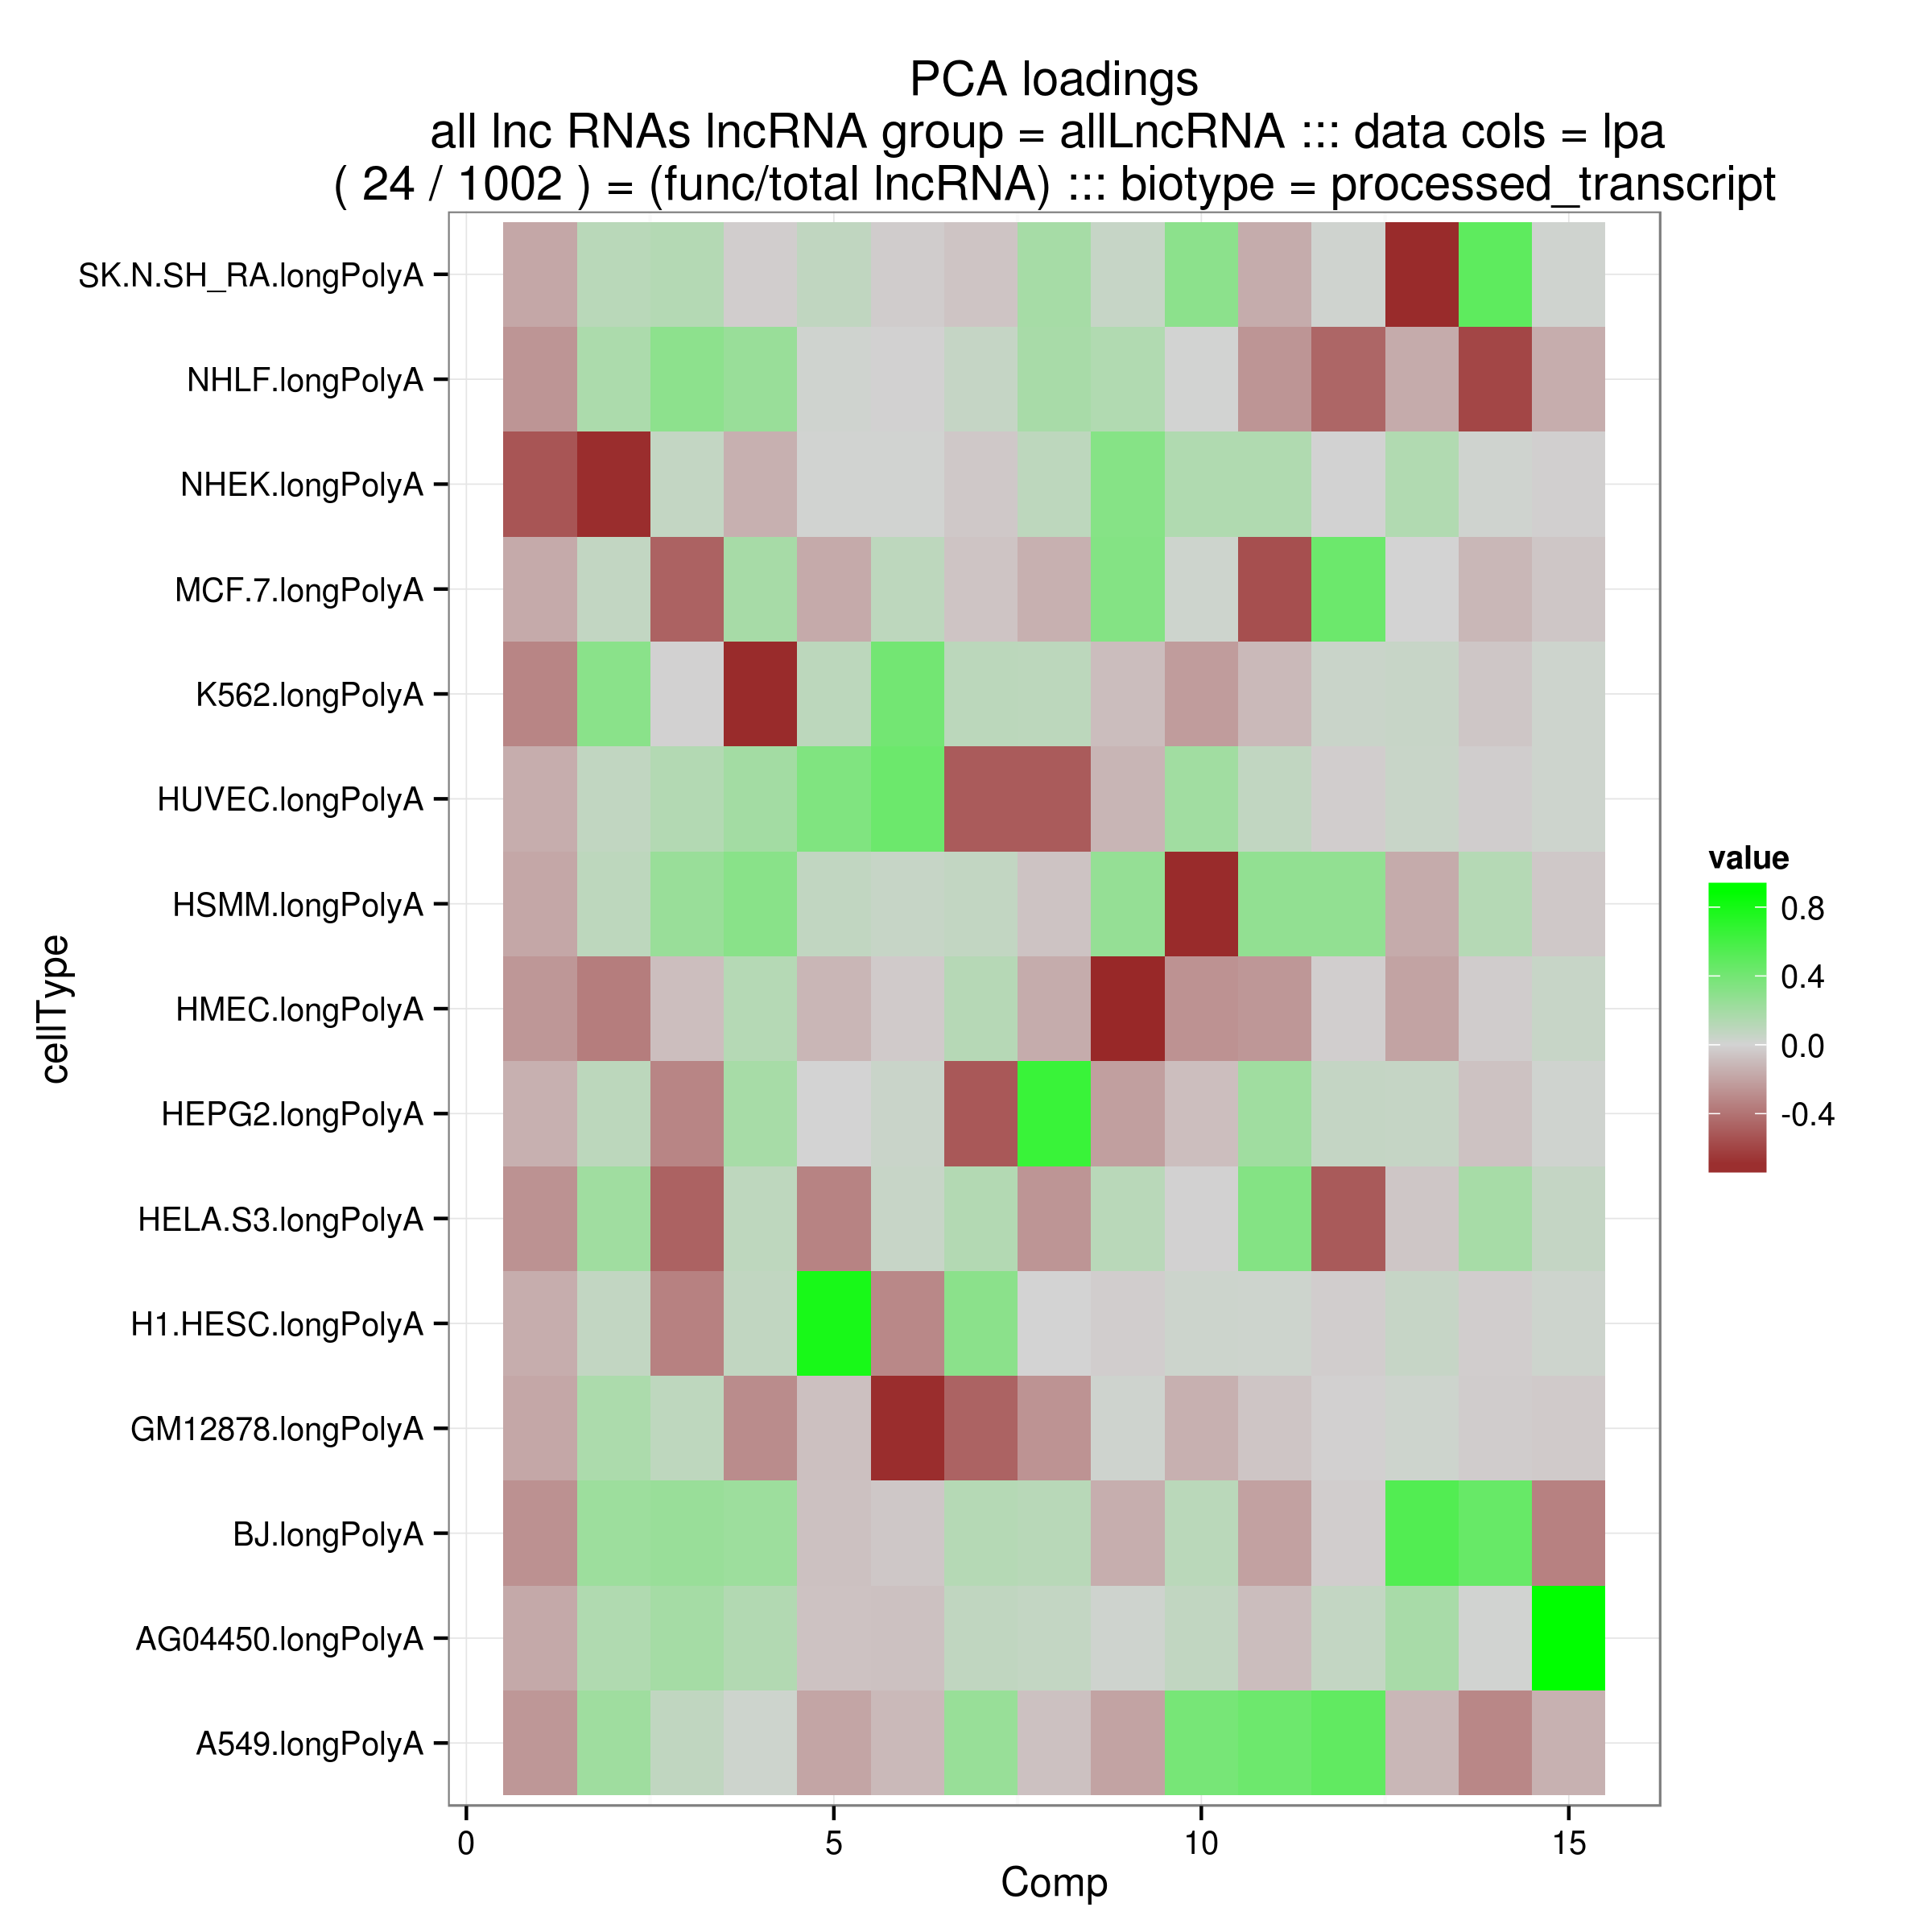 PCA loadings
all lnc RNAs lncRNA group = allLncRNA ::: data cols = lpa
( 24 / 1002 ) = (func/total lncRNA) ::: biotype = processed_transcript
SK.N.SH_RA.longPolyA
NHLF.longPolyA
NHEK.longPolyA
MCF.7.longPolyA
K562.longPolyA
HUVEC.longPolyA
HSMM.longPolyA
HMEC.longPolyA
HEPG2.longPolyA
HELA.S3.longPolyA
H1.HESC.longPolyA
GM12878.longPolyA
BJ.longPolyA
AG04450.longPolyA
A549.longPolyA
cellType
0 5 10 15
Comp
value
0.8
0.4
0.0
-0.4